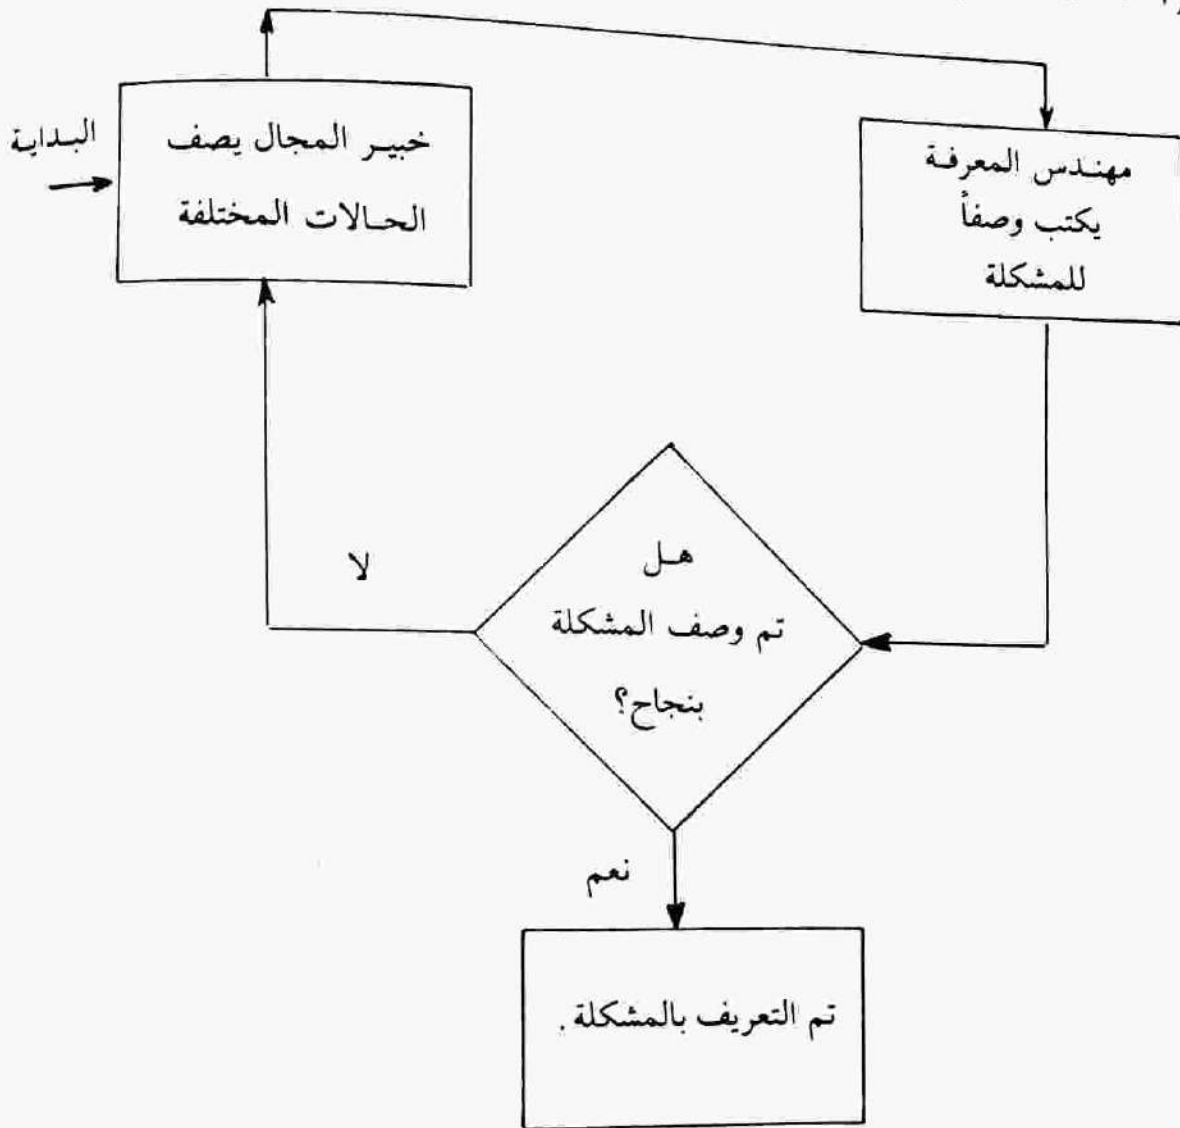 البداية
خبير المجال يصف
الحالات المختلفة
مهندس المعرفة
يكتب وصفاً
للمشكلة
هل
تم وصف المشكلة
بنجاح؟
لا
نعم
تم التعريف بالمشكلة.